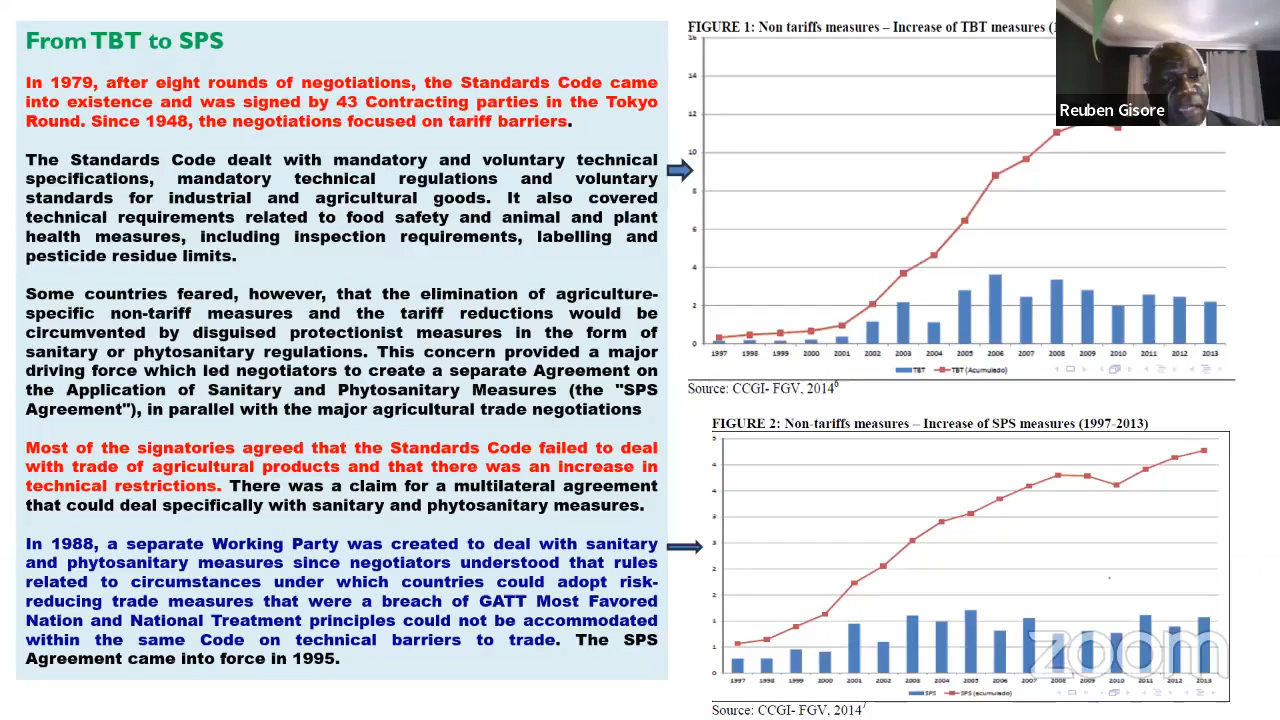 From TBT to SPS
In 1979, after eight rounds of negotiations, the Standards Code came
into existence and was signed by 43 Contracting parties in the Tokyo
Round. Since 1948, the negotiations focused on tariff barriers.
The Standards Code dealt with mandatory and voluntary technical
specifications, mandatory technical regulations and voluntary
standards for industrial and agricultural goods. It also covered
technical requirements related to food safety and animal and plant
health measures, including inspection requirements, labelling and
pesticide residue limits.
Some countries feared, however, that the elimination of agriculture-
specific non-tariff measures and the tariff reductions would be
circumvented by disguised protectionist measures in the form of
sanitary or phytosanitary regulations. This concern provided a major
driving force which led negotiators to create a separate Agreement on
the Application of Sanitary and Phytosanitary Measures (the "SPS
Agreement"), in parallel with the major agricultural trade negotiations
Most of the signatories agreed that the Standards Code failed to deal
with trade of agricultural products and that there was an increase in
technical restrictions. There was a claim for a multilateral agreement
that could deal specifically with sanitary and phytosanitary measures.
In 1988, a separate Working Party was created to deal with sanitary
and phytosanitary measures since negotiators understood that rules
related to circumstances under which countries could adopt risk-
reducing trade measures that were a breach of GATT Most Favored
Nation and National Treatment principles could not be accommodated
within the same Code on technical barriers to trade. The SPS
Agreement came into force in 1995.
FIGURE 1: Non tariffs measures – Increase of TBT measures (1
16
14
12
10
8
6
4
2
0
1997 1998 1999 2000 2001 2002 2003 2004 2005 2006 2007 2008 2009 2010 2011 2012 2013
TBT TBT (Acumulado)
Source: CCGI- FGV, 2014⁶
Reuben Gisore
FIGURE 2: Non-tariffs measures – Increase of SPS measures (1997-2013)
5
4
4
3
3
2
2
1
1
0
1997 1998 1999 2000 2001 2002 2003 2004 2005 2006 2007 2008 2009 2010 2011 2012 2013
SPS SPS (acumulado)
Source: CCGI- FGV, 2014⁷
zoom